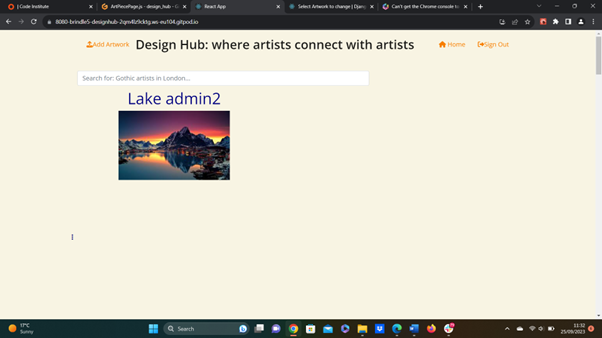 | Code Institute
ArtPiecePage.js - design_hub - G
React App
Select Artwork to change | Djan
Can't get the Chrome console to
8080-brindle5-designhub-2qm4lz9cktg.ws-eu104.gitpod.io
Add Artwork
Design Hub: where artists connect with artists
Home
Sign Out
Search for: Gothic artists in London...
Lake admin2
17°C
Sunny
Search
11:32
25/09/2023